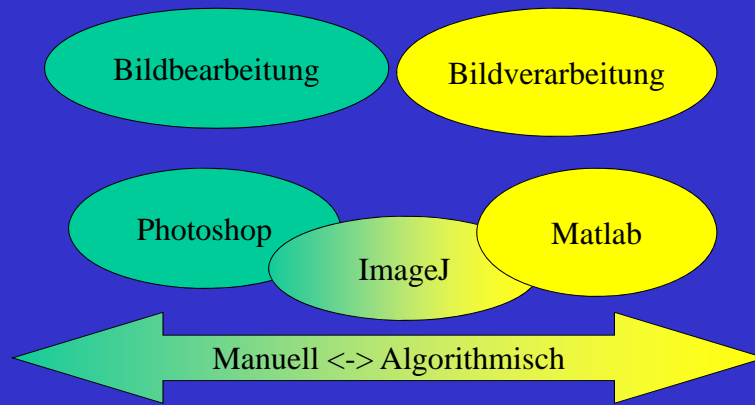 Bildbearbeitung
Bildverarbeitung
Photoshop
ImageJ
Matlab
Manuell <-> Algorithmisch